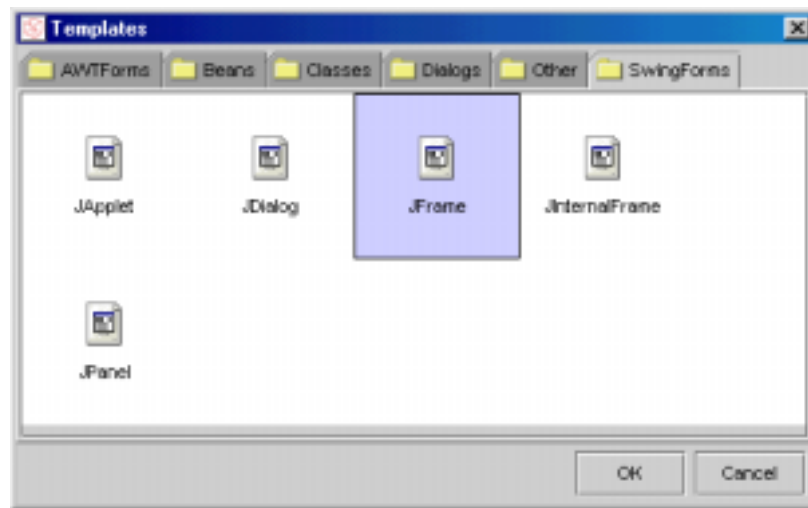 Templates
AWTForms Beans Classes Dialogs Other SwingForms
JApplet JDialog JFrame JInternalFrame
JPanel
OK Cancel